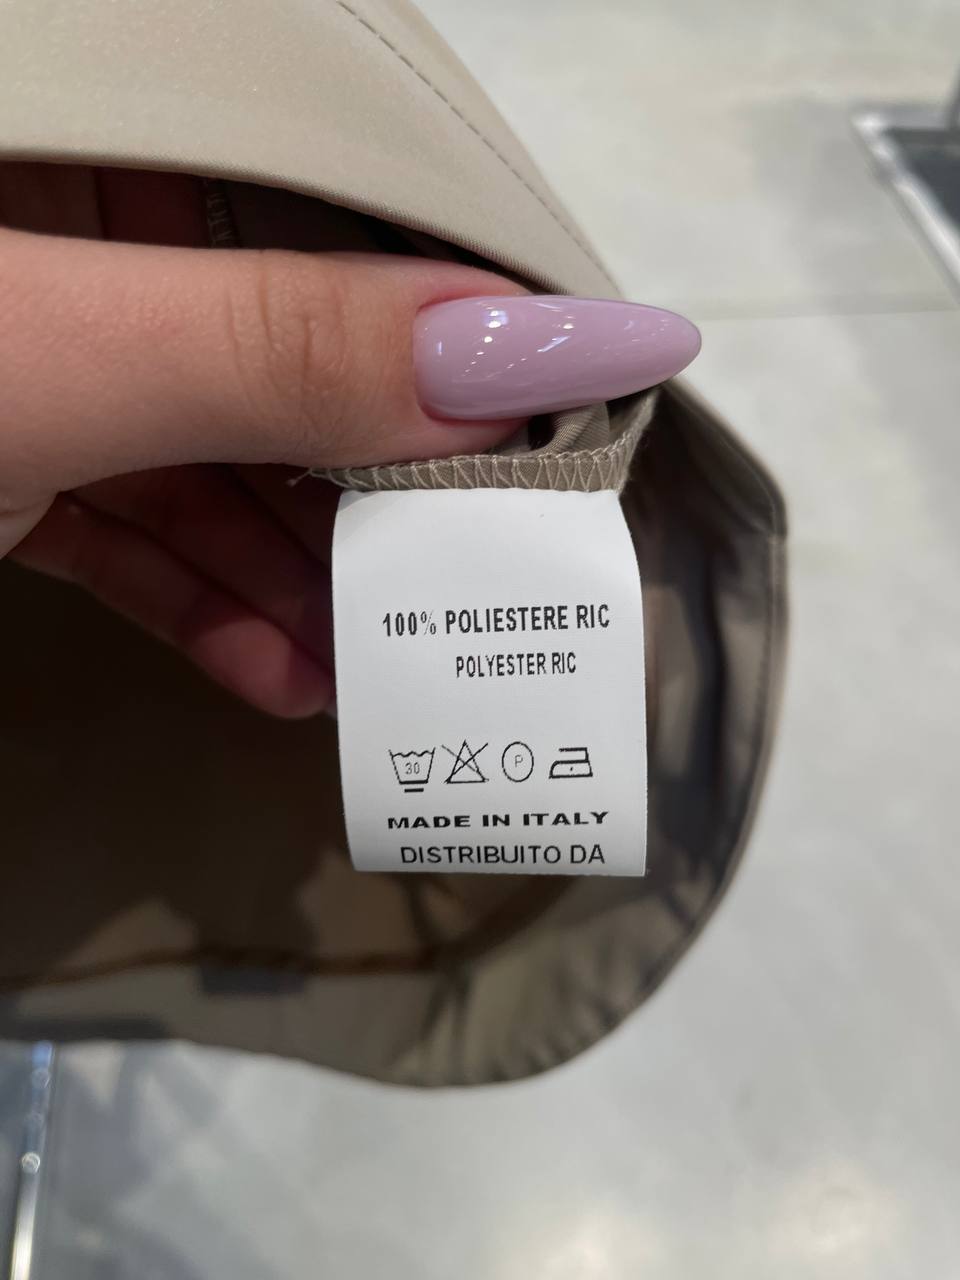 100% POLIESTERE RIC
POLYESTER RIC
30 P
MADE IN ITALY
DISTRIBUITO DA